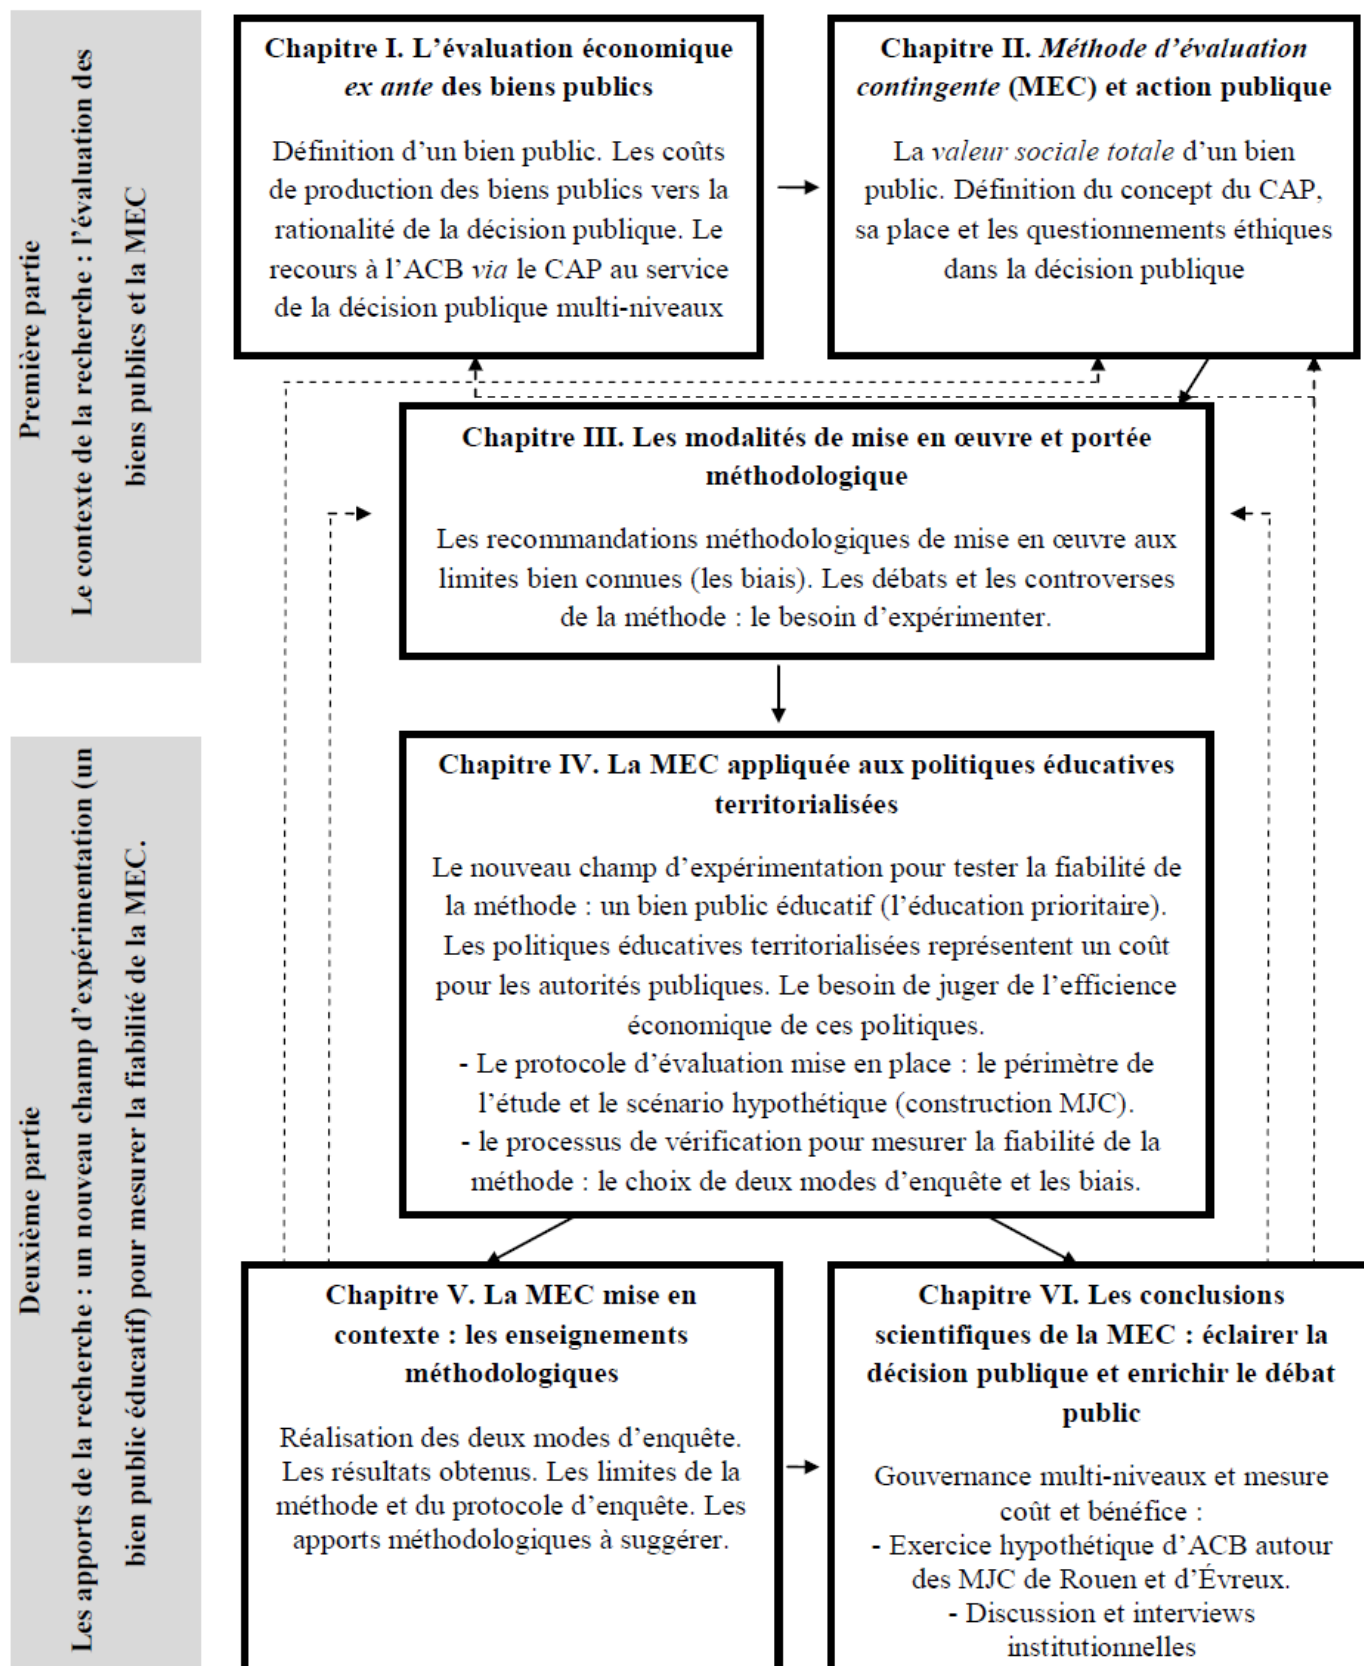 Première partie
Le contexte de la recherche : l’évaluation des
biens publics et la MEC
Chapitre I. L’évaluation économique
ex ante des biens publics
Définition d’un bien public. Les coûts
de production des biens publics vers la
rationalité de la décision publique. Le
recours à l’ACB via le CAP au service
de la décision publique multi-niveaux
Chapitre II. Méthode d’évaluation
contingente (MEC) et action publique
La valeur sociale totale d’un bien
public. Définition du concept du CAP,
sa place et les questionnements éthiques
dans la décision publique
Chapitre III. Les modalités de mise en œuvre et portée
méthodologique
Les recommandations méthodologiques de mise en œuvre aux
limites bien connues (les biais). Les débats et les controverses
de la méthode : le besoin d’expérimenter.
Deuxième partie
Les apports de la recherche : un nouveau champ d’expérimentation (un
bien public éducatif) pour mesurer la fiabilité de la MEC.
Chapitre IV. La MEC appliquée aux politiques éducatives
territorialisées
Le nouveau champ d’expérimentation pour tester la fiabilité de
la méthode : un bien public éducatif (l’éducation prioritaire).
Les politiques éducatives territorialisées représentent un coût
pour les autorités publiques. Le besoin de juger de l’efficience
économique de ces politiques.
- Le protocole d’évaluation mise en place : le périmètre de
l’étude et le scénario hypothétique (construction MJC).
- le processus de vérification pour mesurer la fiabilité de la
méthode : le choix de deux modes d’enquête et les biais.
Chapitre V. La MEC mise en
contexte : les enseignements
méthodologiques
Réalisation des deux modes d’enquête.
Les résultats obtenus. Les limites de la
méthode et du protocole d’enquête. Les
apports méthodologiques à suggérer.
Chapitre VI. Les conclusions
scientifiques de la MEC : éclairer la
décision publique et enrichir le débat
public
Gouvernance multi-niveaux et mesure
coût et bénéfice :
- Exercice hypothétique d’ACB autour
des MJC de Rouen et d’Évreux.
- Discussion et interviews
institutionnelles